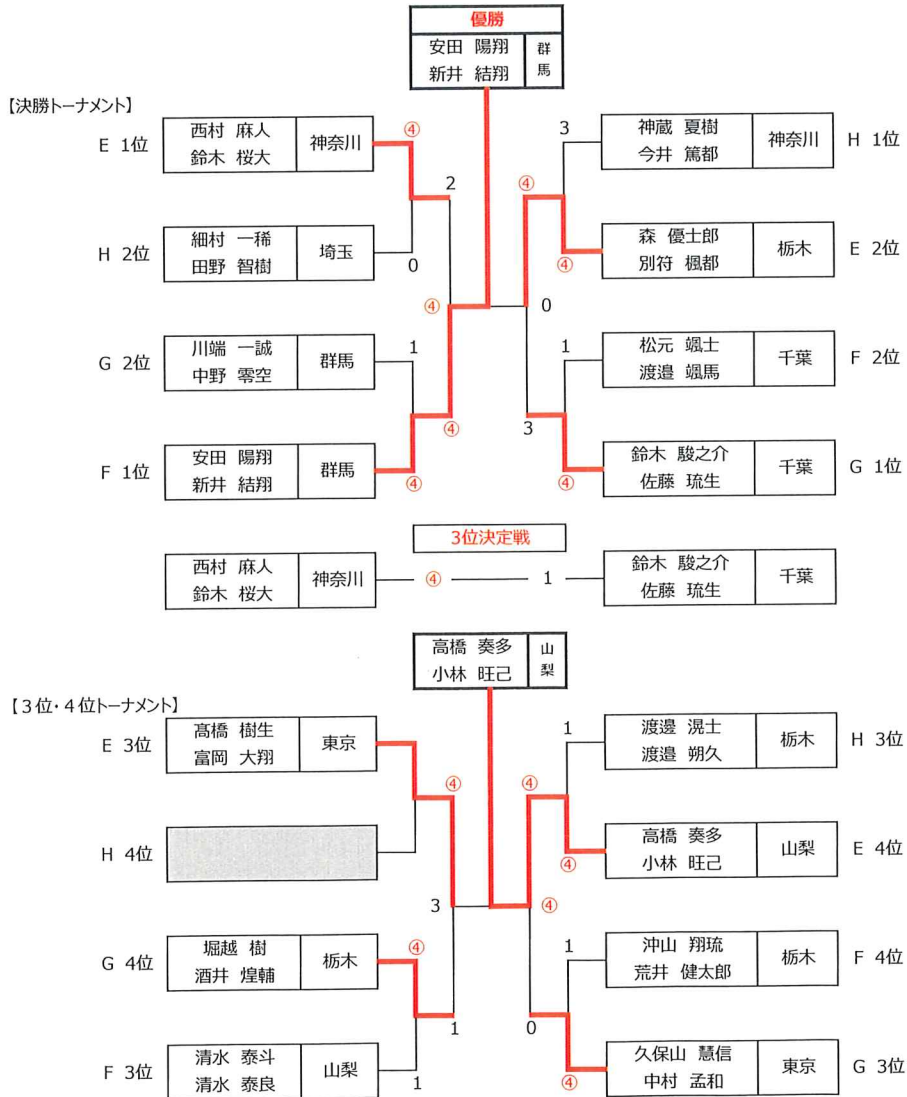 優勝
安田 陽翔 群馬
新井 結翔
【決勝トーナメント】
E 1位 西村 麻人 神奈川 ④
鈴木 桜大
3 神蔵 夏樹 神奈川 H 1位
今井 篤都
2
④
H 2位 細村 一稀 埼玉 0
田野 智樹
④ 森 優士郎 栃木 E 2位
別符 楓都
④
0
G 2位 川端 一誠 群馬 1
中野 零空
1 松元 颯士 千葉 F 2位
渡邉 颯馬
④
3
F 1位 安田 陽翔 群馬 ④
新井 結翔
④ 鈴木 駿之介 千葉 G 1位
佐藤 琉生
3位決定戦
西村 麻人 神奈川 ④ 1 鈴木 駿之介 千葉
鈴木 桜大 佐藤 琉生
高橋 奏多 山梨
小林 旺己
【3位・4位トーナメント】
E 3位 髙橋 樹生 東京
富岡 大翔
1 渡邊 滉士 栃木 H 3位
渡邉 朔久
④
④
H 4位
④ 高橋 奏多 山梨 E 4位
小林 旺己
3
④
G 4位 堀越 樹 栃木 ④
酒井 煌輔
1 沖山 翔琉 栃木 F 4位
荒井 健太郎
1
0
F 3位 清水 泰斗 山梨 1
清水 泰良
④ 久保山 慧信 東京 G 3位
中村 孟和